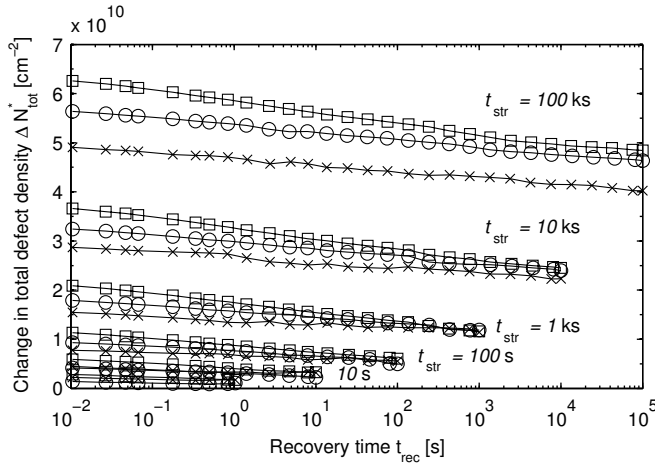 x 10^10
7
6
5
4
3
2
1
0
Change in total defect density Δ N*_tot [cm^−2]
t_str = 100 ks
t_str = 10 ks
t_str = 1 ks
t_str = 100 s
10 s
10^−2 10^−1 10^0 10^1 10^2 10^3 10^4 10^5
Recovery time t_rec [s]